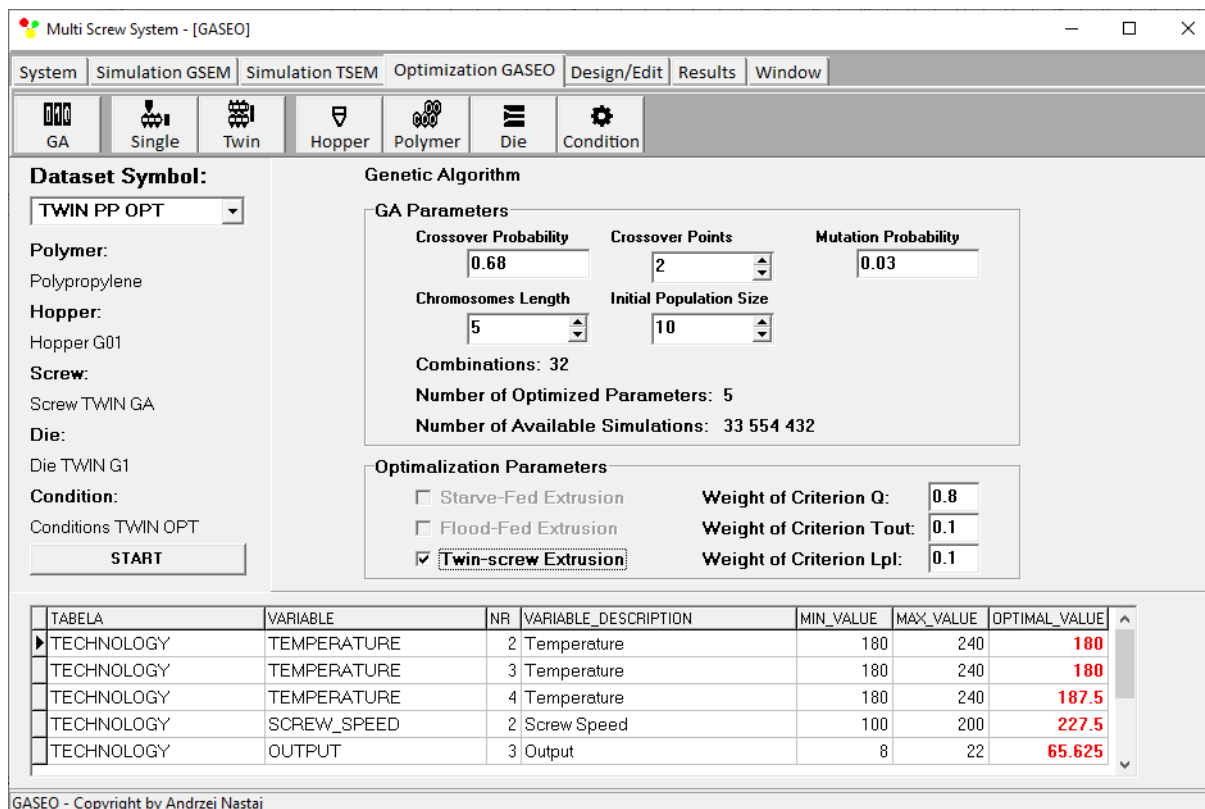 Multi Screw System - [GASEO]
System Simulation GSEM Simulation TSEM Optimization GASEO Design/Edit Results Window
010
GA Single Twin Hopper Polymer Die Condition
Dataset Symbol:
TWIN PP OPT
Polymer:
Polypropylene
Hopper:
Hopper G01
Screw:
Screw TWIN GA
Die:
Die TWIN G1
Condition:
Conditions TWIN OPT
START
Genetic Algorithm
GA Parameters
Crossover Probability Crossover Points Mutation Probability
0.68 2 0.03
Chromosomes Length Initial Population Size
5 10
Combinations: 32
Number of Optimized Parameters: 5
Number of Available Simulations: 33 554 432
Optimalization Parameters
Starve-Fed Extrusion Weight of Criterion Q: 0.8
Flood-Fed Extrusion Weight of Criterion Tout: 0.1
Twin-screw Extrusion Weight of Criterion Lpl: 0.1
TABELA VARIABLE NR VARIABLE_DESCRIPTION MIN_VALUE MAX_VALUE OPTIMAL_VALUE
TECHNOLOGY TEMPERATURE 2 Temperature 180 240 180
TECHNOLOGY TEMPERATURE 3 Temperature 180 240 180
TECHNOLOGY TEMPERATURE 4 Temperature 180 240 187.5
TECHNOLOGY SCREW_SPEED 2 Screw Speed 100 200 227.5
TECHNOLOGY OUTPUT 3 Output 8 22 65.625
GASEO - Copyright by Andrzej Nastaj